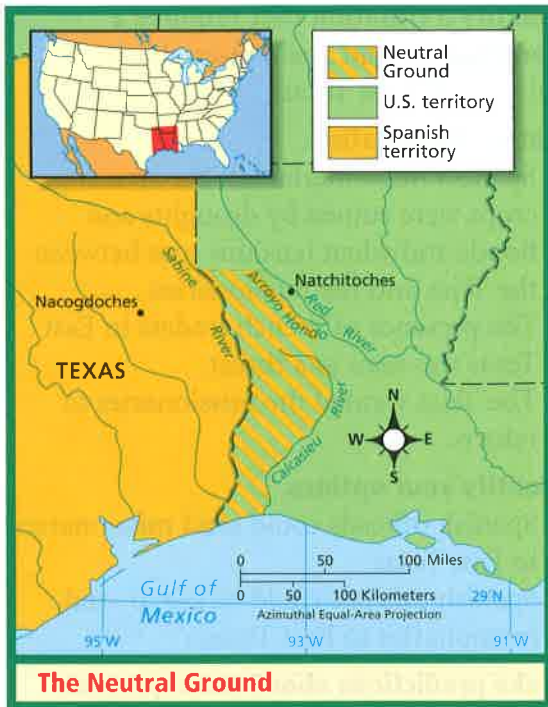 Neutral
Ground
U.S. territory
Spanish
territory
Sabine
River
Arroyo Hondo
Natchitoches
Red
River
Nacogdoches
TEXAS
River
Calcasieu
N
W
E
S
0
50
100 Miles
0
50
100 Kilometers
Azimuthal Equal-Area Projection
Gulf of
Mexico
29°N
95°W
93°W
91°W
The Neutral Ground